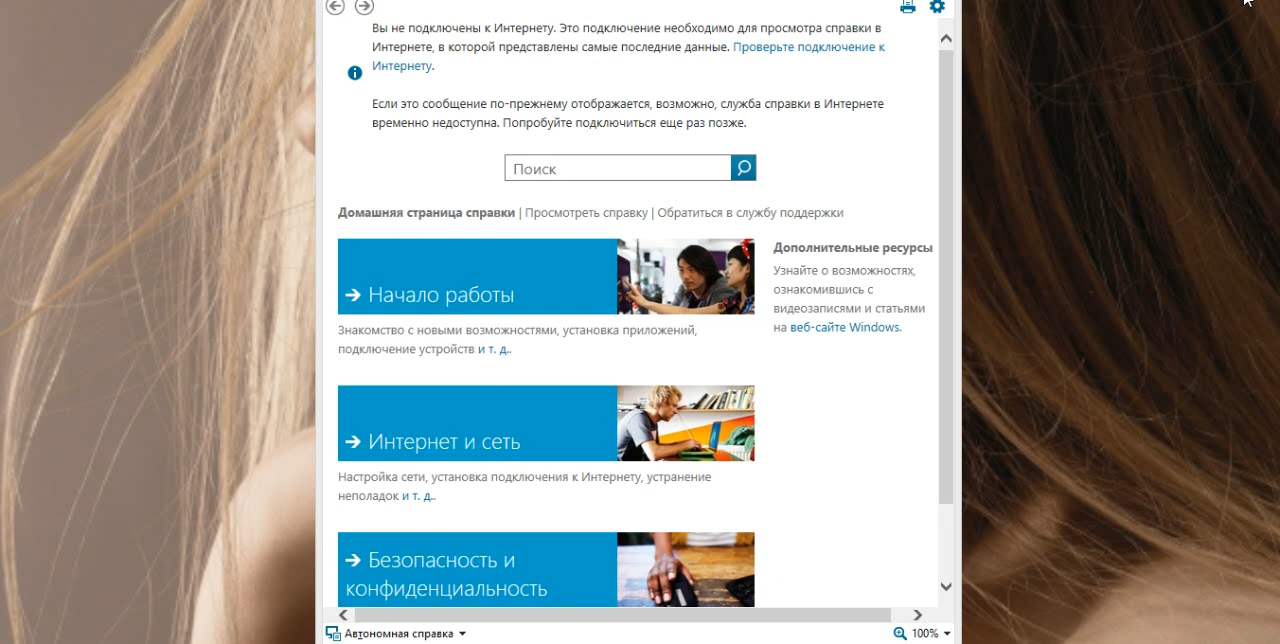 Вы не подключены к Интернету. Это подключение необходимо для просмотра справки в
Интернете, в которой представлены самые последние данные. Проверьте подключение к
Интернету.
Если это сообщение по-прежнему отображается, возможно, служба справки в Интернете
временно недоступна. Попробуйте подключиться еще раз позже.
Поиск
Домашняя страница справки | Просмотреть справку | Обратиться в службу поддержки
Начало работы
Знакомство с новыми возможностями, установка приложений,
подключение устройств и т. д..
Дополнительные ресурсы
Узнайте о возможностях,
ознакомившись с
видеозаписями и статьями
на веб-сайте Windows.
Интернет и сеть
Настройка сети, установка подключения к Интернету, устранение
неполадок и т. д..
Безопасность и
конфиденциальность
Автономная справка
100%